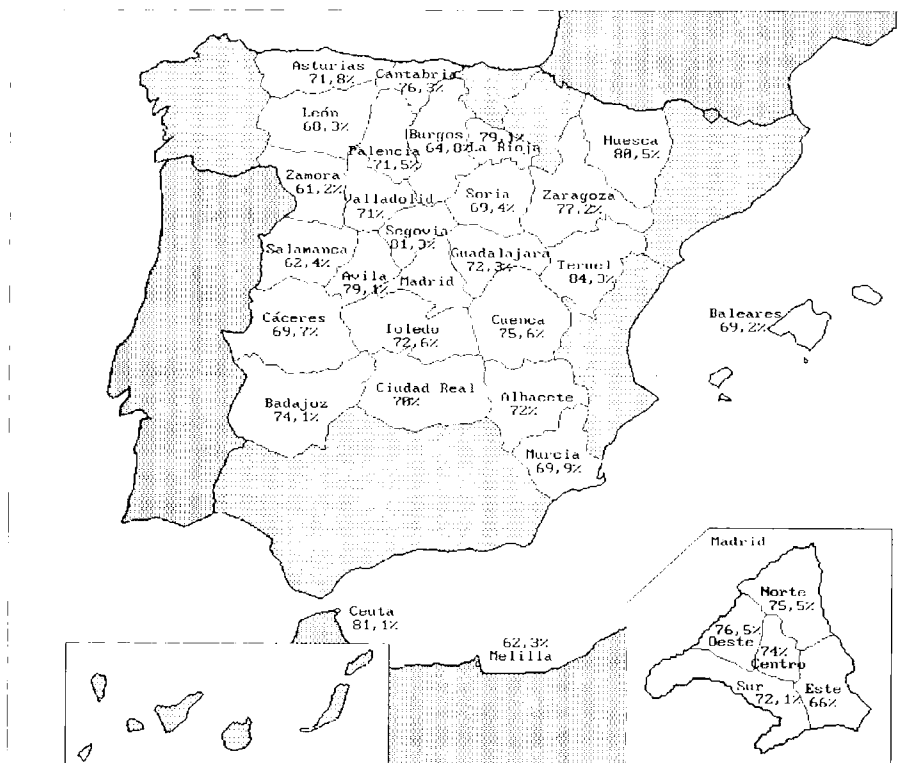 Asturias
71,8%
Cantabria
76,3%
León
68,3%
Palencia
71,5%
Burgos
64,8%
79,1%
La Rioja
Huesca
80,5%
Zamora
61,2%
Valladolid
71%
Soria
69,4%
Zaragoza
77,2%
Segovia
81,3%
Salamanca
62,4%
Avila
79,1%
Madrid
Guadalajara
72,3%
Teruel
84,3%
Cáceres
69,7%
Toledo
72,6%
Cuenca
75,6%
Baleares
69,2%
Badajoz
74,1%
Ciudad Real
70%
Albacete
72%
Murcia
69,9%
Ceuta
81,1%
62,3%
Melilla
Madrid
Norte
75,5%
76,5%
Oeste
74%
Centro
Sur
72,1%
Este
66%